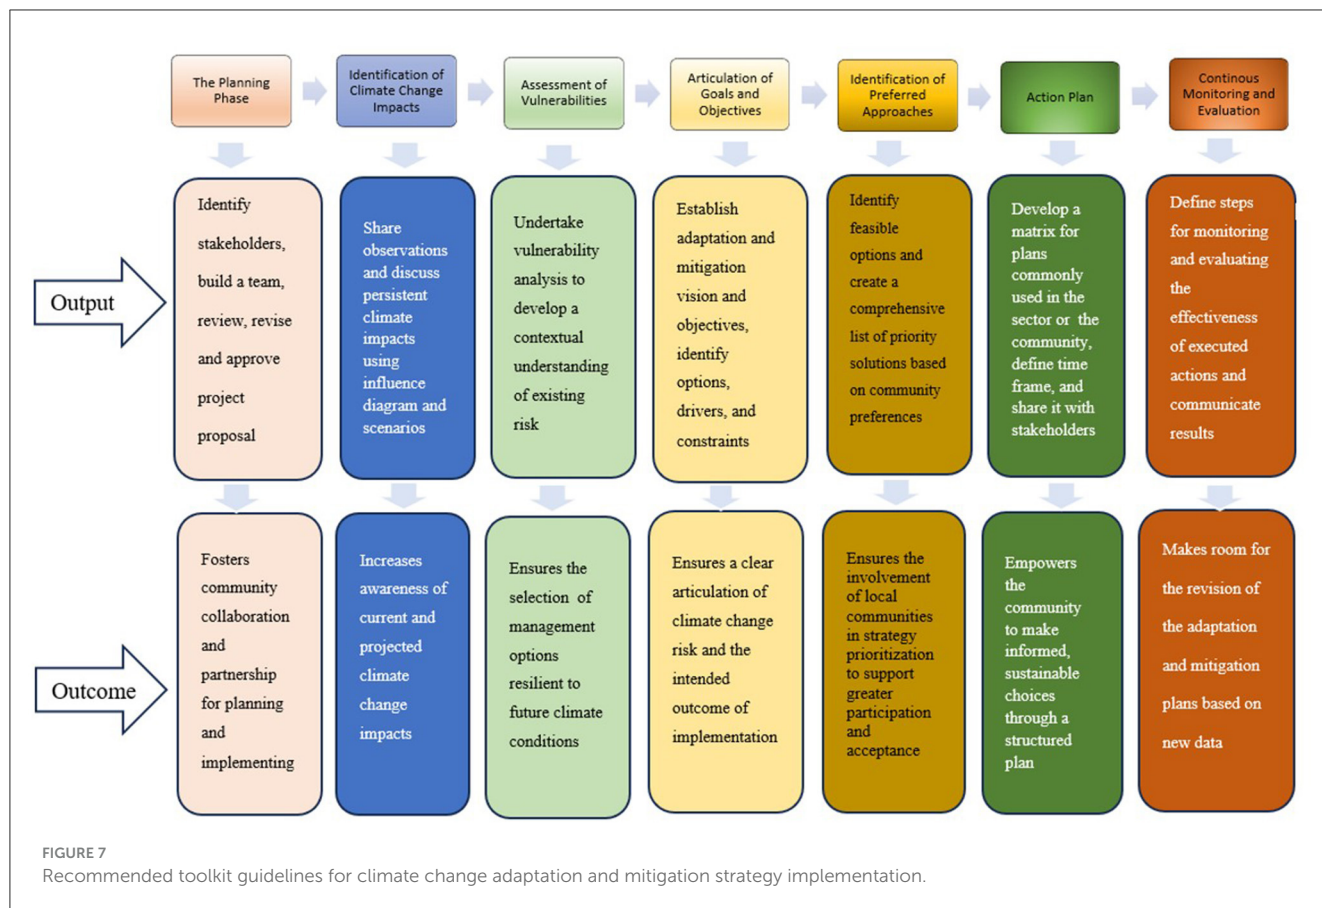 The Planning
Phase
Identification of
Climate Change
Impacts
Assessment of
Vulnerabilities
Articulation of
Goals and
Objectives
Identification of
Preferred
Approaches
Action Plan
Continous
Monitoring and
Evaluation
Output
Identify
stakeholders,
build a team,
review, revise
and approve
project
proposal
Share
observations
and discuss
persistent
climate
impacts
using
influence
diagram and
scenarios
Undertake
vulnerability
analysis to
develop a
contextual
understanding
of existing
risk
Establish
adaptation and
mitigation
vision and
objectives,
identify
options,
drivers, and
constraints
Identify
feasible
options and
create a
comprehensive
list of priority
solutions based
on community
preferences
Develop a
matrix for
plans
commonly
used in the
sector or the
community,
define time
frame, and
share it with
stakeholders
Define steps
for monitoring
and evaluating
the
effectiveness
of executed
actions and
communicate
results
Outcome
Fosters
community
collaboration
and
partnership
for planning
and
implementing
Increases
awareness of
current and
projected
climate
change
impacts
Ensures the
selection of
management
options
resilient to
future climate
conditions
Ensures a clear
articulation of
climate change
risk and the
intended
outcome of
implementation
Ensures the
involvement
of local
communities
in strategy
prioritization
to support
greater
participation
and
acceptance
Empowers
the
community
to make
informed,
sustainable
choices
through a
structured
plan
Makes room for
the revision of
the adaptation
and mitigation
plans based on
new data
FIGURE 7
Recommended toolkit guidelines for climate change adaptation and mitigation strategy implementation.